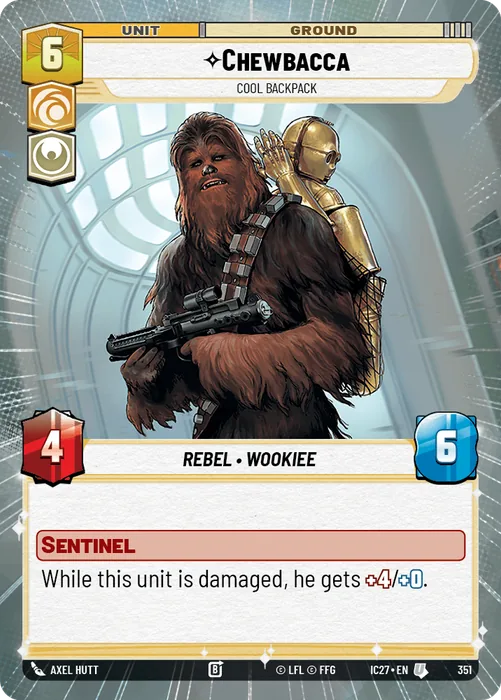 6
UNIT
GROUND
CHEWBACCA
COOL BACKPACK
4
REBEL • WOOKIEE
6
SENTINEL
While this unit is damaged, he gets +4/+0.
AXEL HUTT
B
© LFL © FFG
IC27•EN
U
351